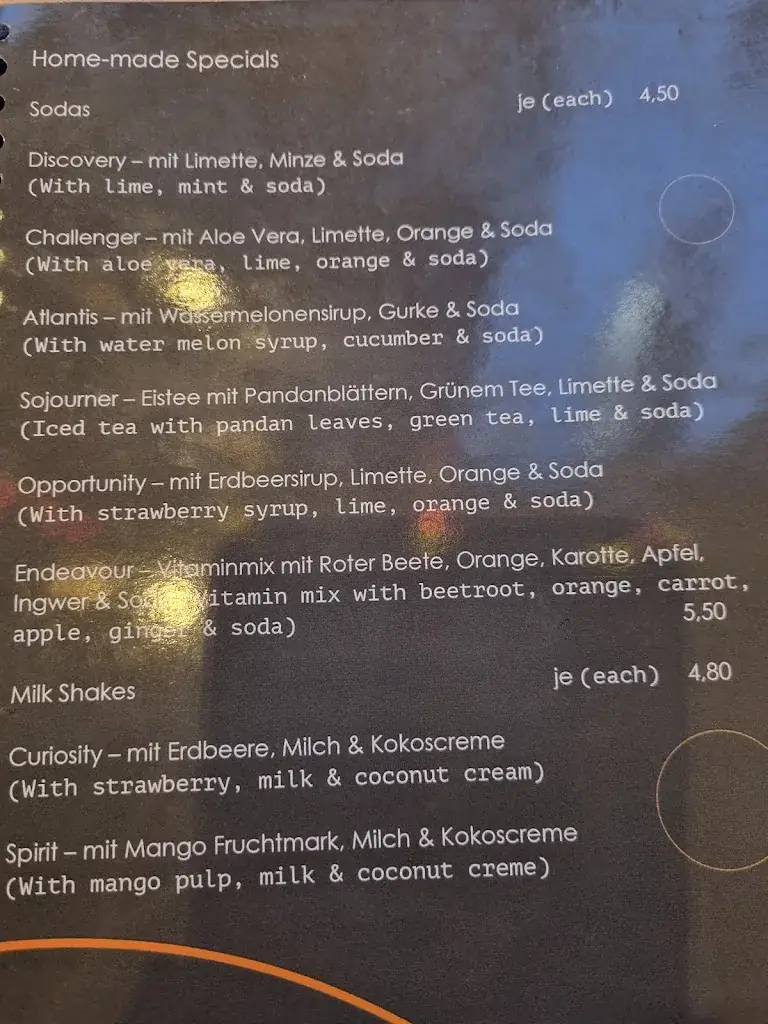 Home-made Specials
Sodas je (each) 4,50
Discovery – mit Limette, Minze & Soda
(With lime, mint & soda)
Challenger – mit Aloe Vera, Limette, Orange & Soda
(With aloe vera, lime, orange & soda)
Atlantis – mit Wassermelonensirup, Gurke & Soda
(With water melon syrup, cucumber & soda)
Sojourner – Eistee mit Pandanblättern, Grünem Tee, Limette & Soda
(Iced tea with pandan leaves, green tea, lime & soda)
Opportunity – mit Erdbeersirup, Limette, Orange & Soda
(With strawberry syrup, lime, orange & soda)
Endeavour – Vitaminmix mit Roter Beete, Orange, Karotte, Apfel,
Ingwer & Soda (Vitamin mix with beetroot, orange, carrot,
apple, ginger & soda) 5,50
Milk Shakes je (each) 4,80
Curiosity – mit Erdbeere, Milch & Kokoscreme
(With strawberry, milk & coconut cream)
Spirit – mit Mango Fruchtmark, Milch & Kokoscreme
(With mango pulp, milk & coconut creme)